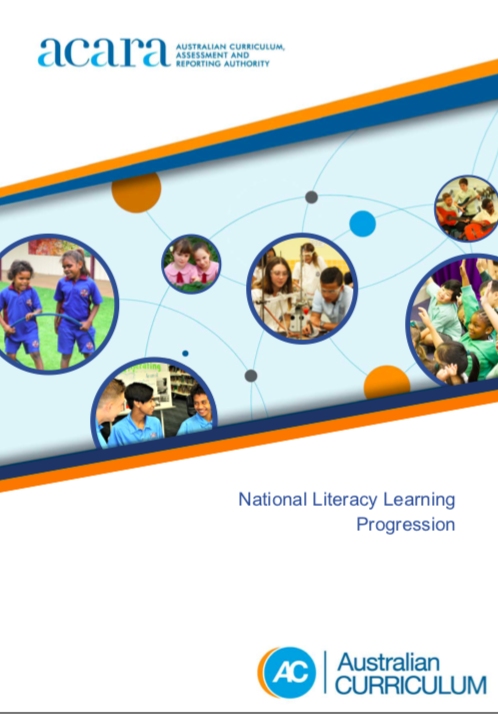 acara
AUSTRALIAN CURRICULUM,
ASSESSMENT AND
REPORTING AUTHORITY
National Literacy Learning
Progression
AC
Australian
CURRICULUM